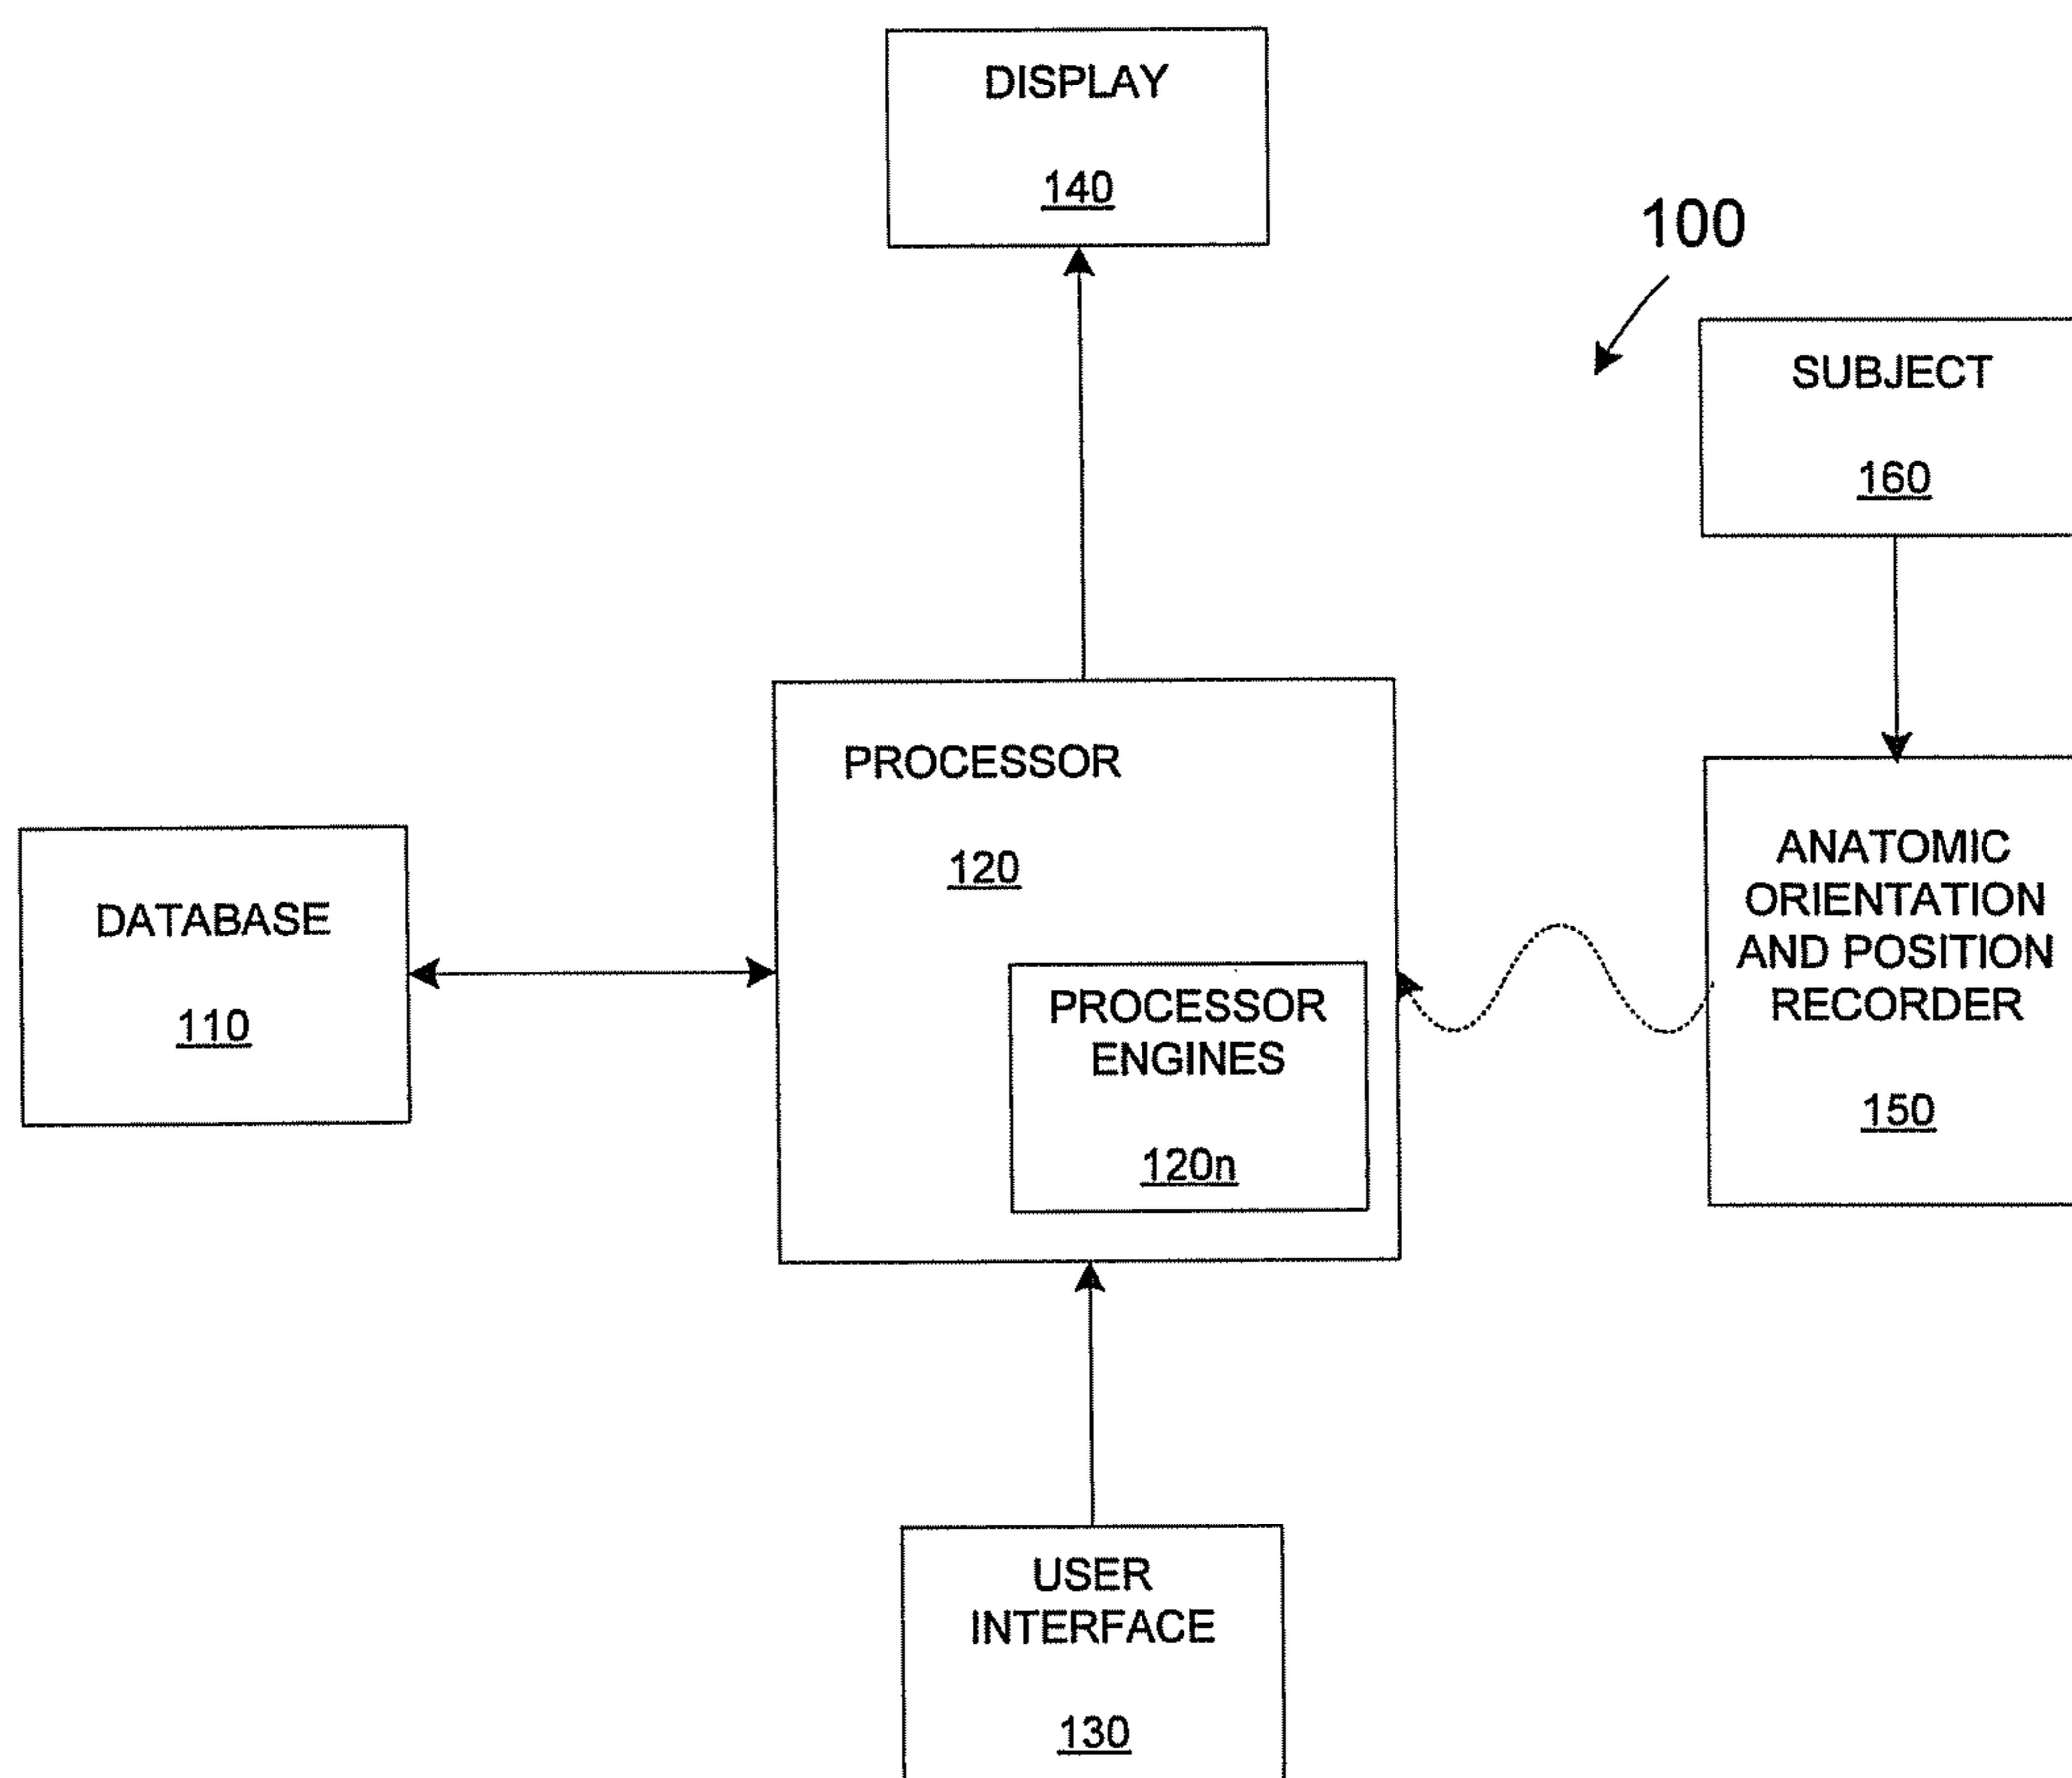 DISPLAY
140
100
SUBJECT
160
PROCESSOR
120
DATABASE
110
PROCESSOR
ENGINES
120n
ANATOMIC
ORIENTATION
AND POSITION
RECORDER
150
USER
INTERFACE
130